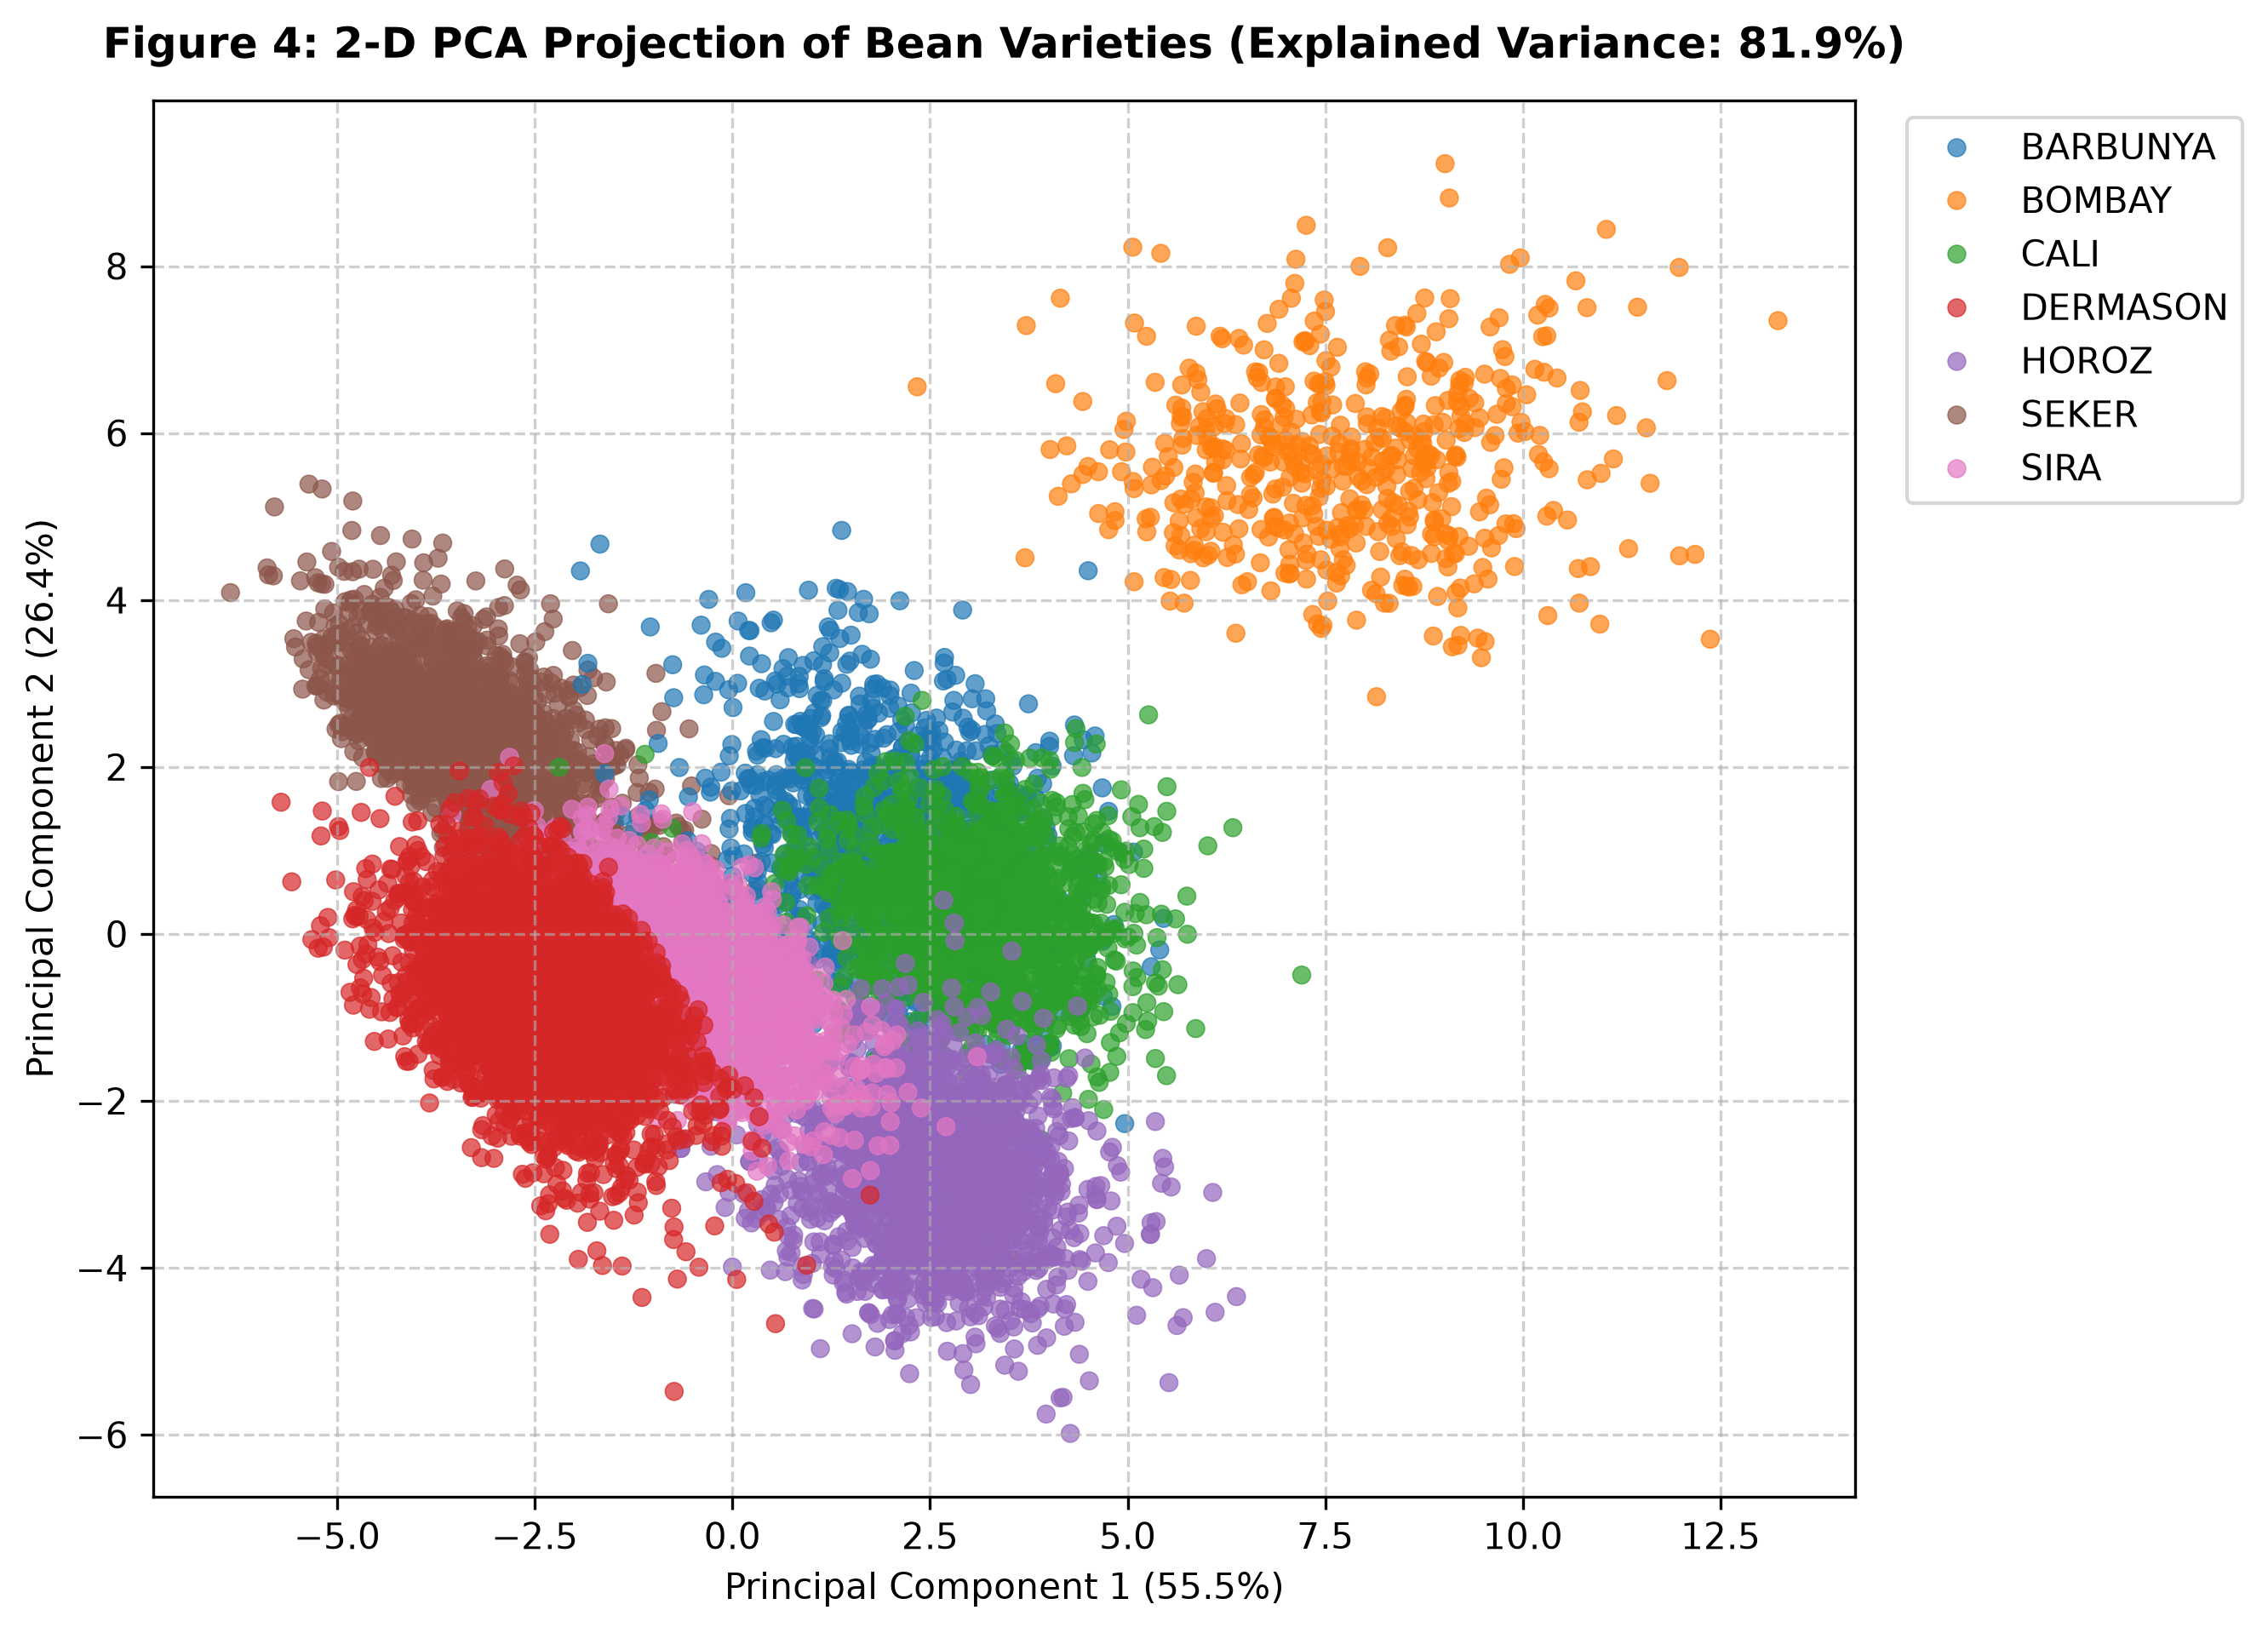 Figure 4: 2-D PCA Projection of Bean Varieties (Explained Variance: 81.9%)
BARBUNYA
BOMBAY
CALI
DERMASON
HOROZ
SEKER
SIRA
Principal Component 2 (26.4%)
8
6
4
2
0
−2
−4
−6
−5.0 −2.5 0.0 2.5 5.0 7.5 10.0 12.5
Principal Component 1 (55.5%)